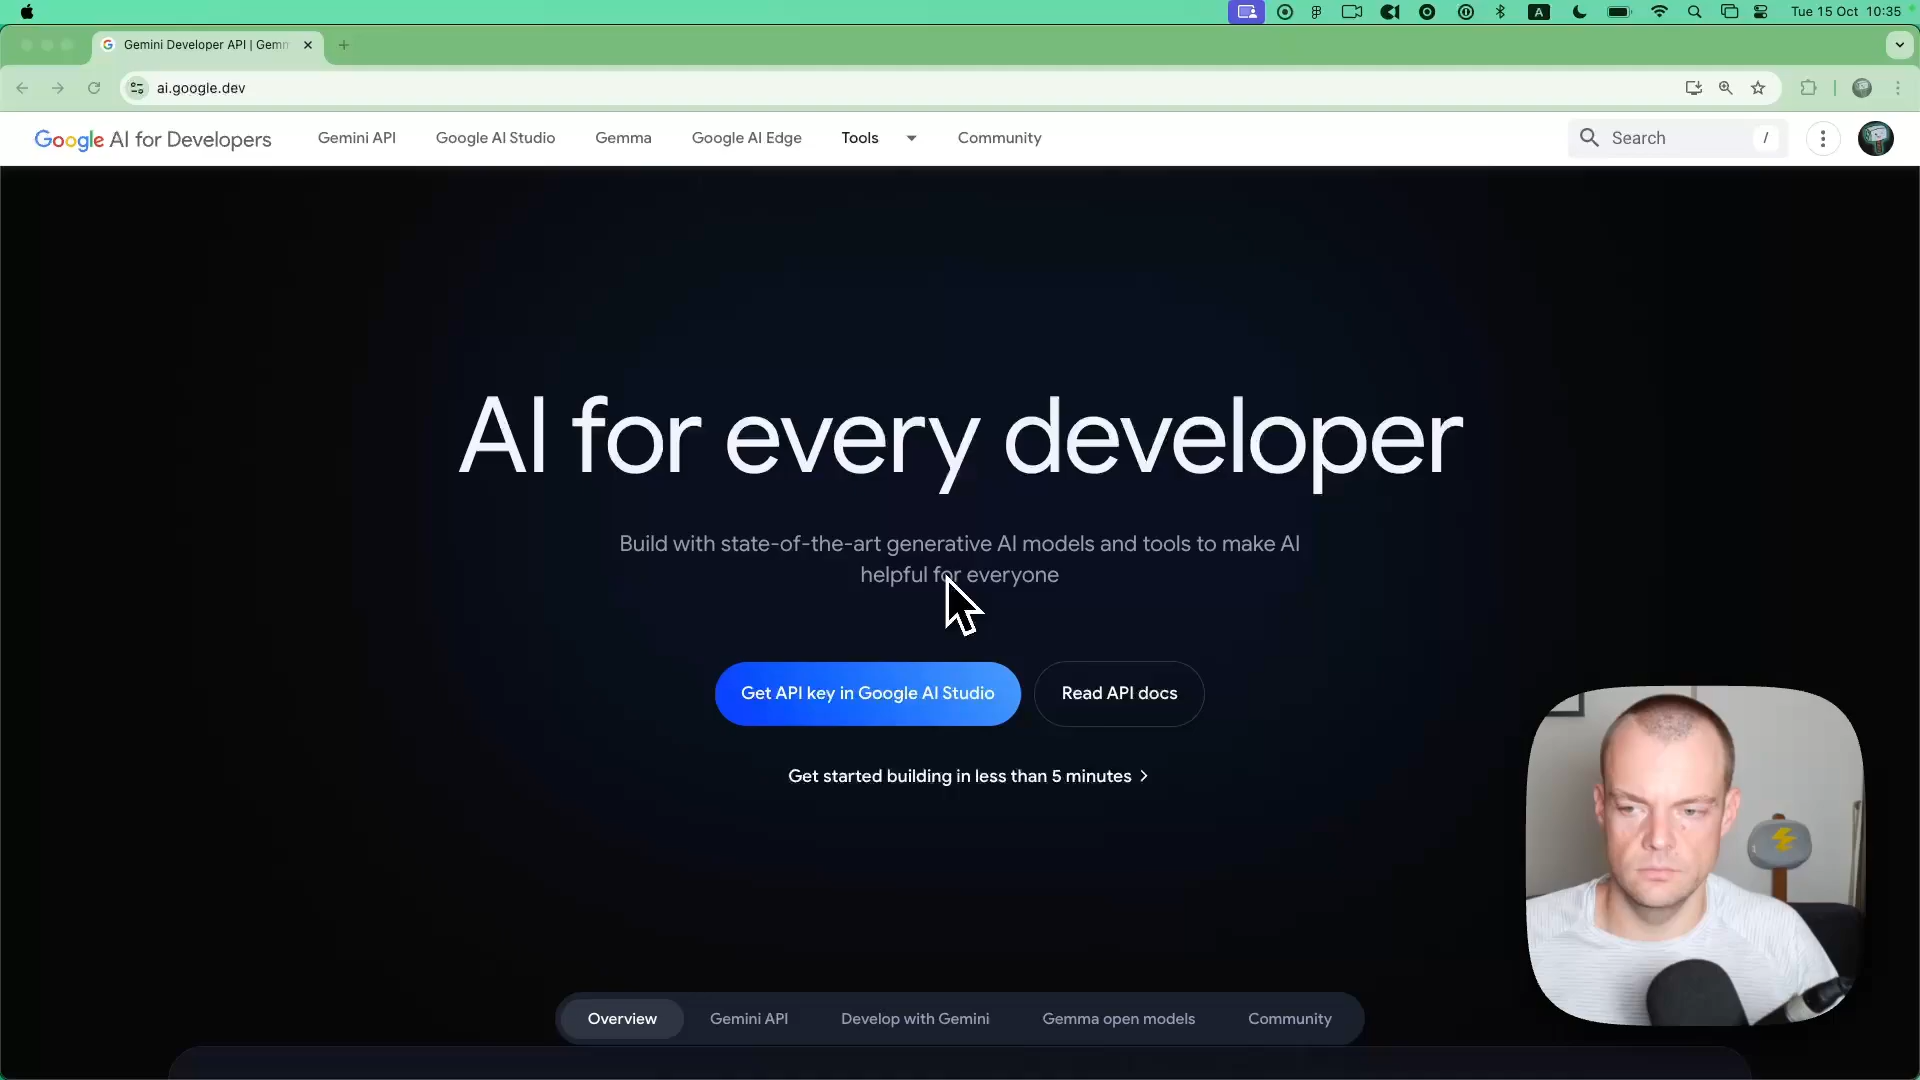 Tue 15 Oct 10:35
Gemini Developer API | Gemm
ai.google.dev
Google AI for Developers
Gemini API
Google AI Studio
Gemma
Google AI Edge
Tools
Community
Search
/
AI for every developer
Build with state-of-the-art generative AI models and tools to make AI
helpful for everyone
Get API key in Google AI Studio
Read API docs
Get started building in less than 5 minutes
Overview
Gemini API
Develop with Gemini
Gemma open models
Community